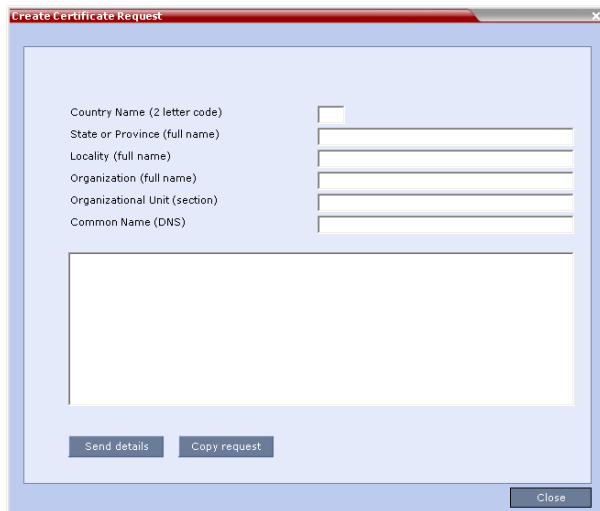 Create Certificate Request
Country Name (2 letter code)
State or Province (full name)
Locality (full name)
Organization (full name)
Organizational Unit (section)
Common Name (DNS)
Send details Copy request
Close